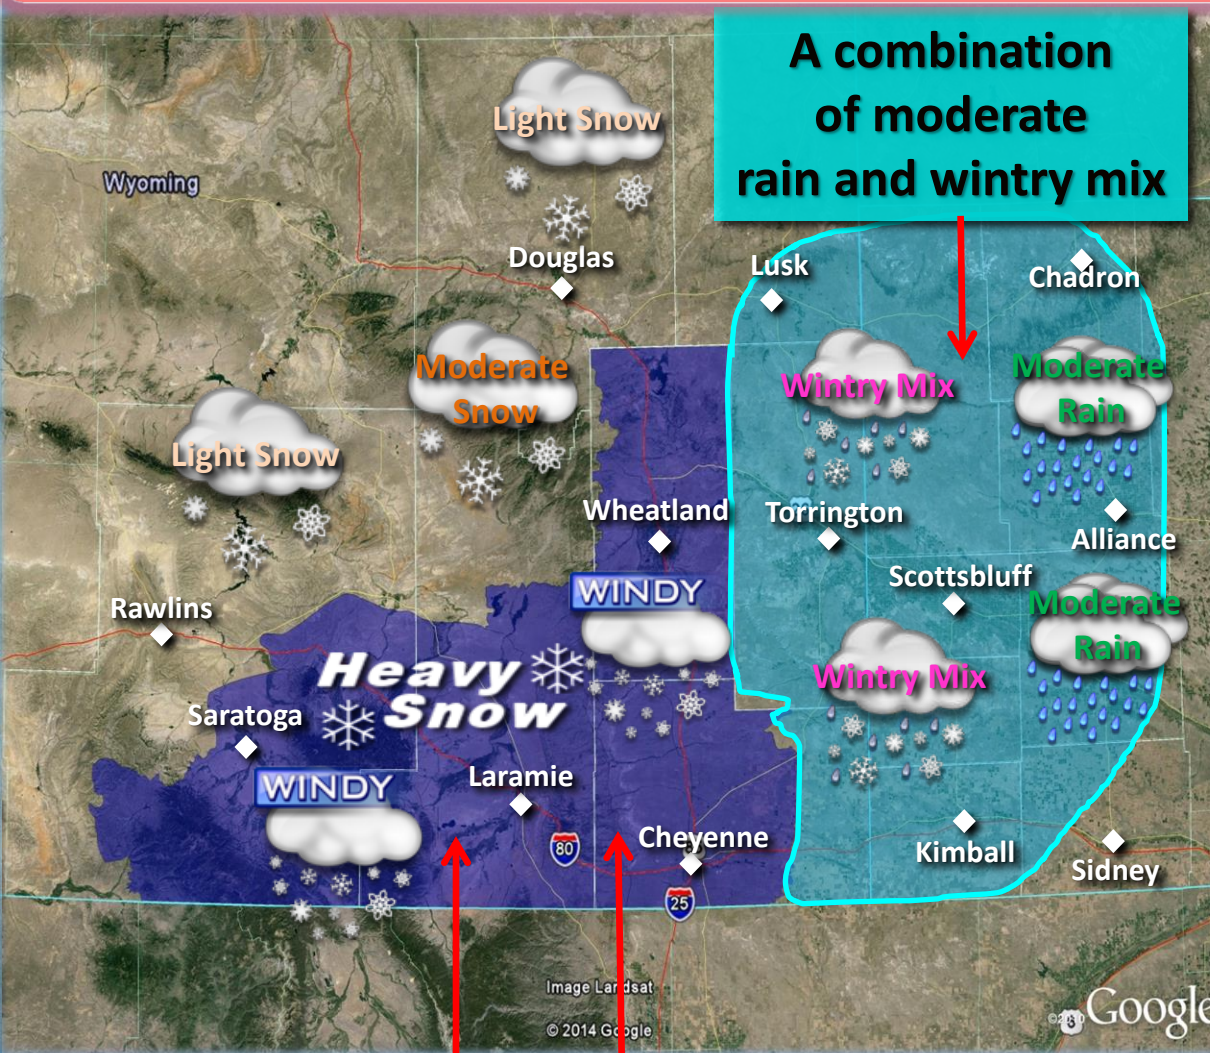 A combination
of moderate
rain and wintry mix
Light Snow
Wyoming
Douglas
Lusk
Chadron
Moderate
Snow
Wintry Mix
Moderate
Rain
Light Snow
Wheatland
Torrington
Alliance
Scottsbluff
WINDY
Rawlins
Moderate
Rain
Heavy
Snow
Wintry Mix
Saratoga
WINDY
Laramie
Cheyenne
80
Kimball
Sidney
25
Image Landsat
© 2014 Google
Google